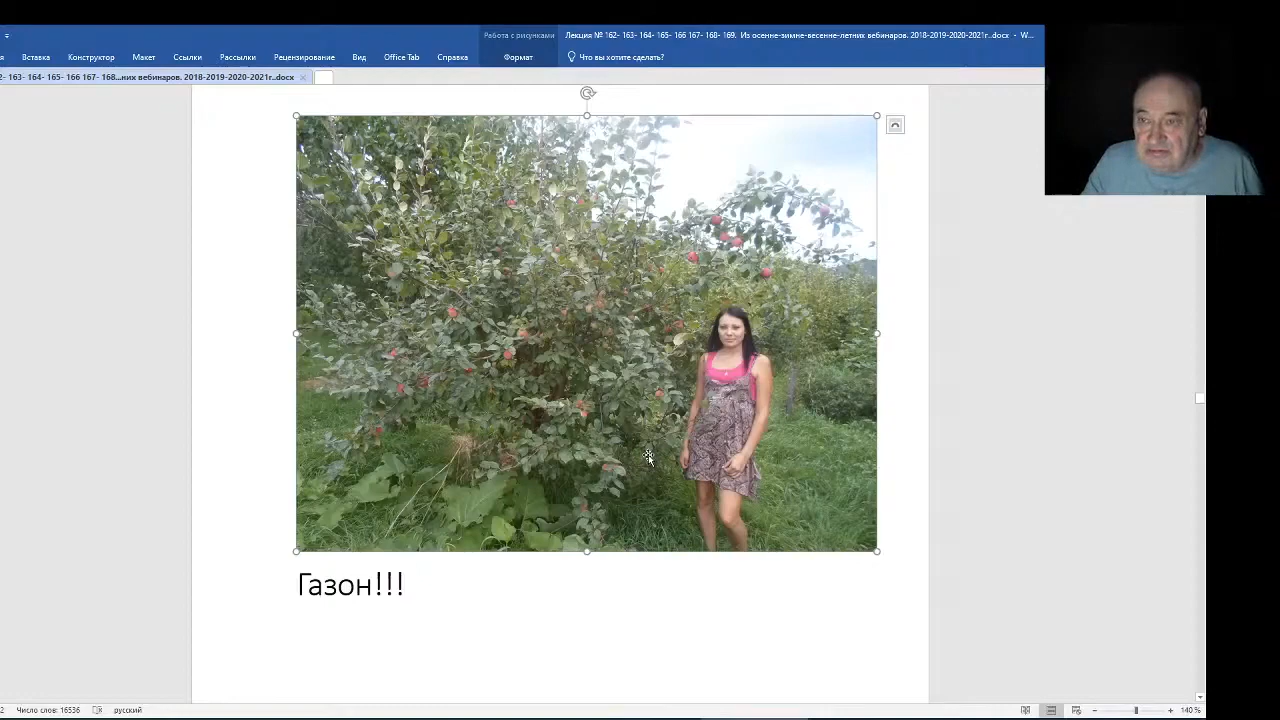 Работа с рисунками
Лекция № 162- 163- 164- 165- 166 167- 168- 169. Из осенне-зимне-весенне-летних вебинаров. 2018-2019-2020-2021г..docx - W...
я Вставка Конструктор Макет Ссылки Рассылки Рецензирование Вид Office Tab Справка Формат Что вы хотите сделать?
2- 163- 164- 165- 166 167- 168...них вебинаров. 2018-2019-2020-2021г..docx
Газон!!!
2 Число слов: 16536 русский 140 %